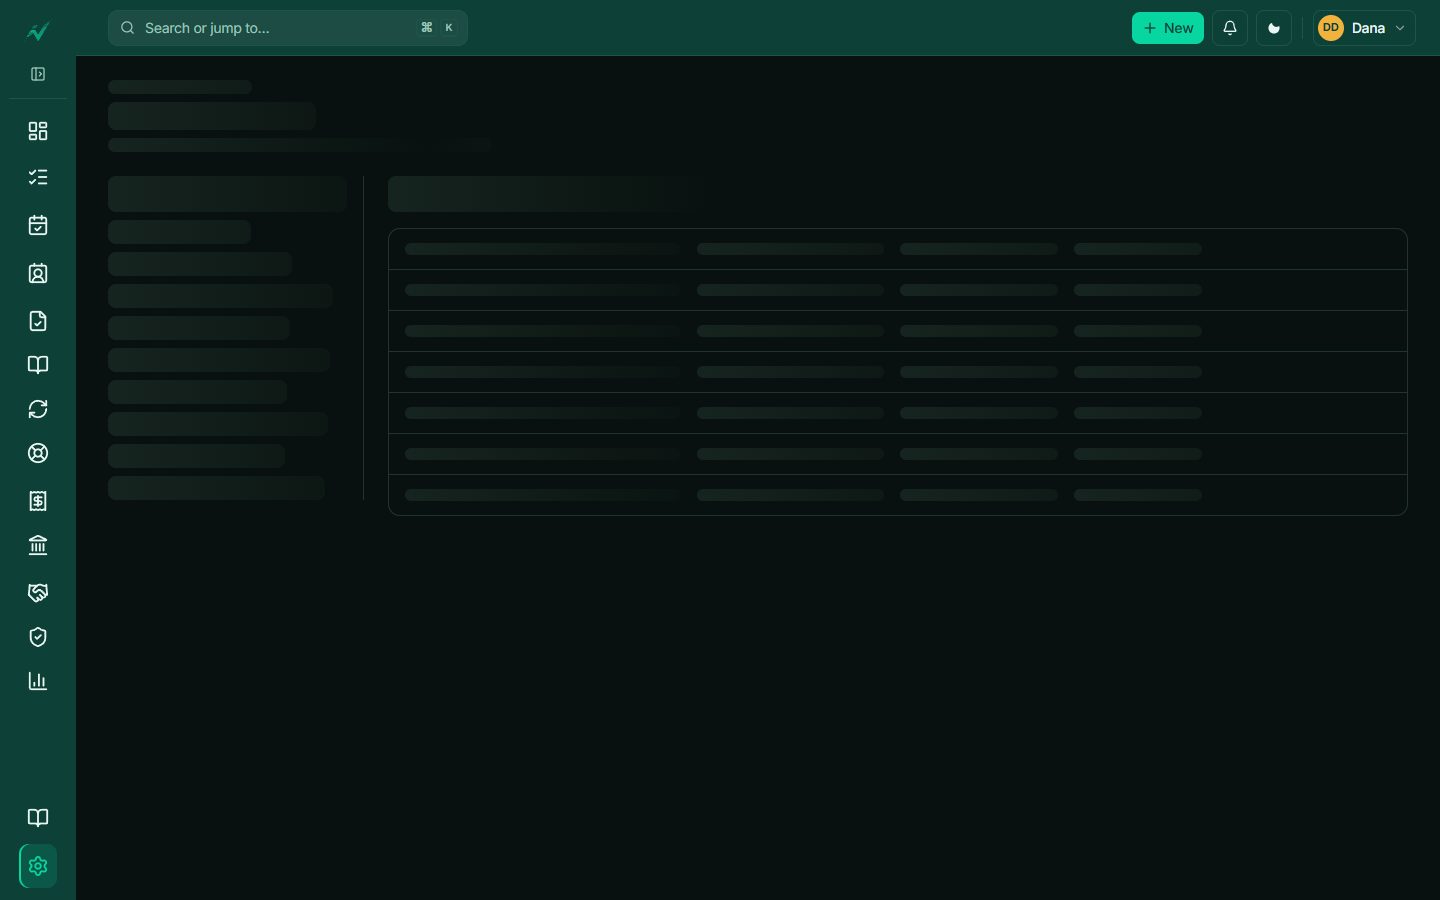 Search or jump to...
⌘ K
New
DD
Dana